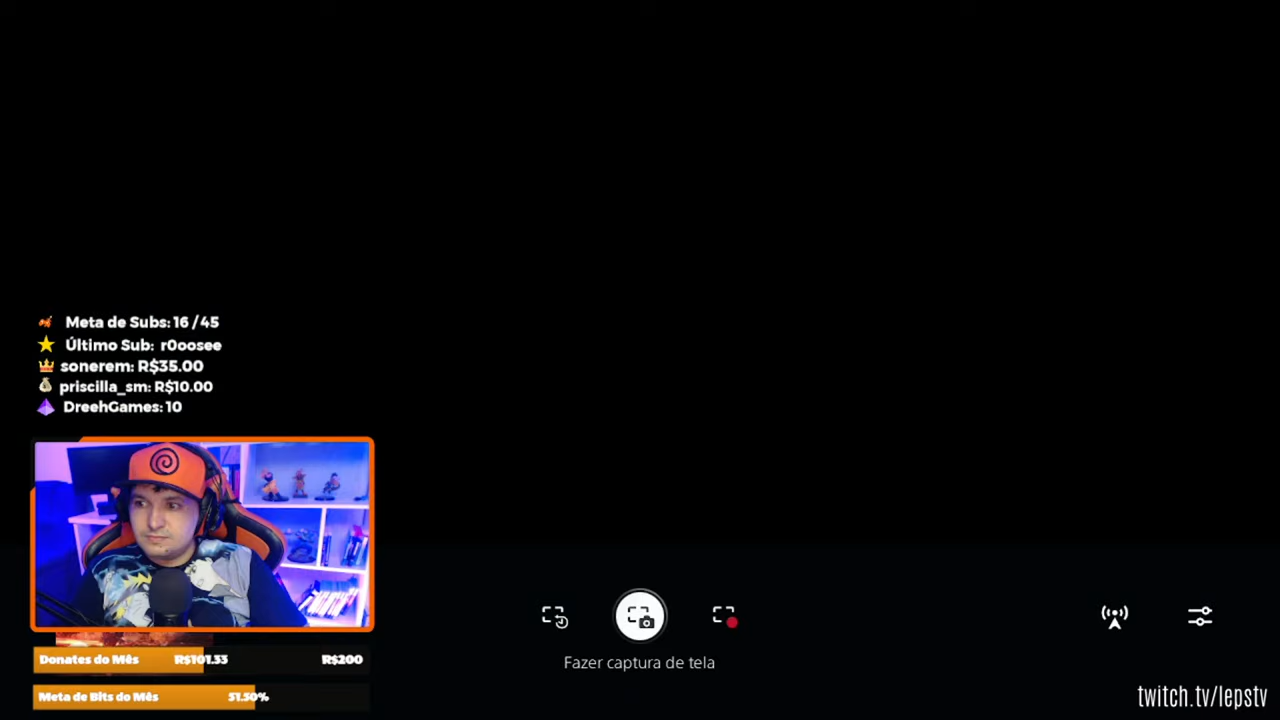 Meta de Subs: 16 / 45
Último Sub: r0oosee
sonerem: R$35.00
priscilla_sm: R$10.00
DreehGames: 10
Donates do Mês R$101.33 R$200
Meta de Bits do Mês 51.50%
Fazer captura de tela
twitch.tv/lepstv